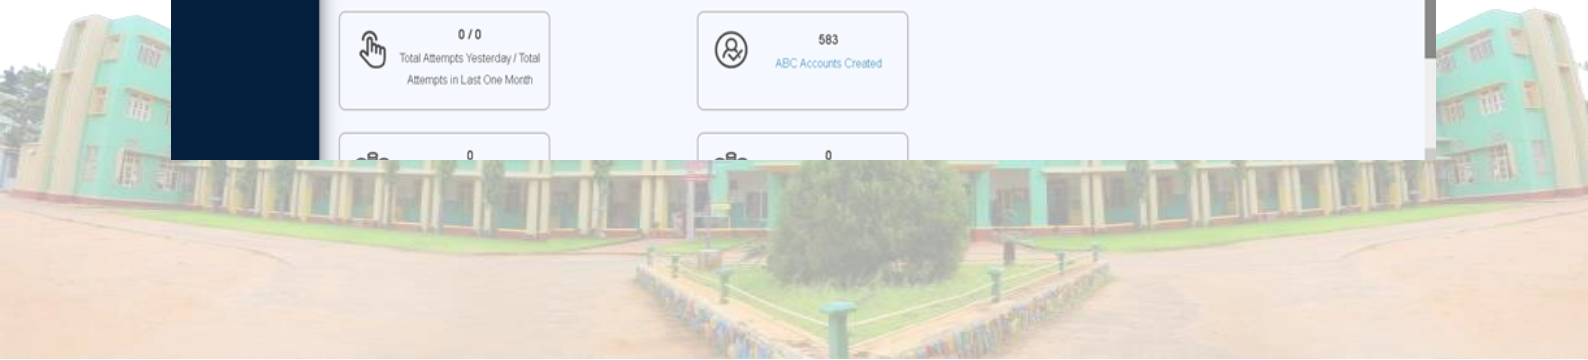 0 / 0
Total Attempts Yesterday / Total
Attempts in Last One Month
583
ABC Accounts Created
0
0